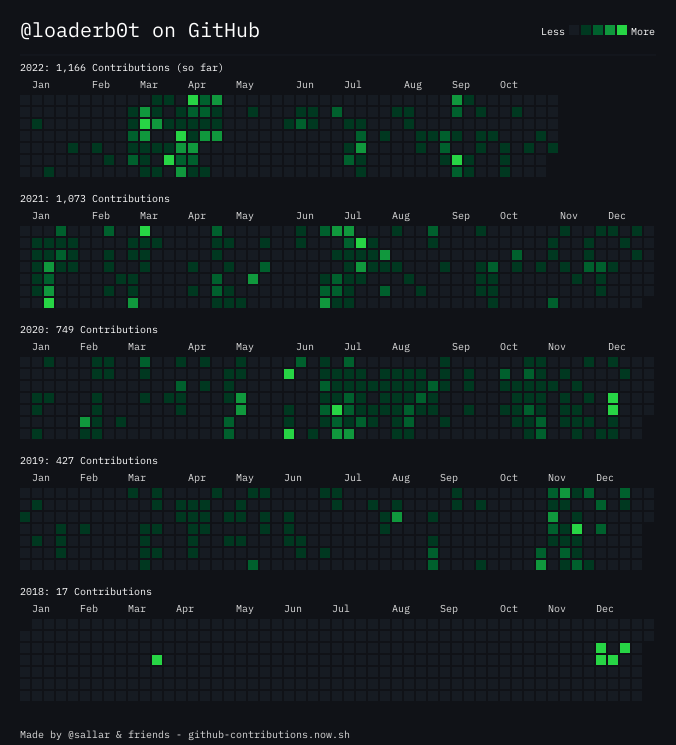 @loaderb0t on GitHub
Less More
2022: 1,166 Contributions (so far)
Jan Feb Mar Apr May Jun Jul Aug Sep Oct
2021: 1,073 Contributions
Jan Feb Mar Apr May Jun Jul Aug Sep Oct Nov Dec
2020: 749 Contributions
Jan Feb Mar Apr May Jun Jul Aug Sep Oct Nov Dec
2019: 427 Contributions
Jan Feb Mar Apr May Jun Jul Aug Sep Oct Nov Dec
2018: 17 Contributions
Jan Feb Mar Apr May Jun Jul Aug Sep Oct Nov Dec
Made by @sallar & friends - github-contributions.now.sh